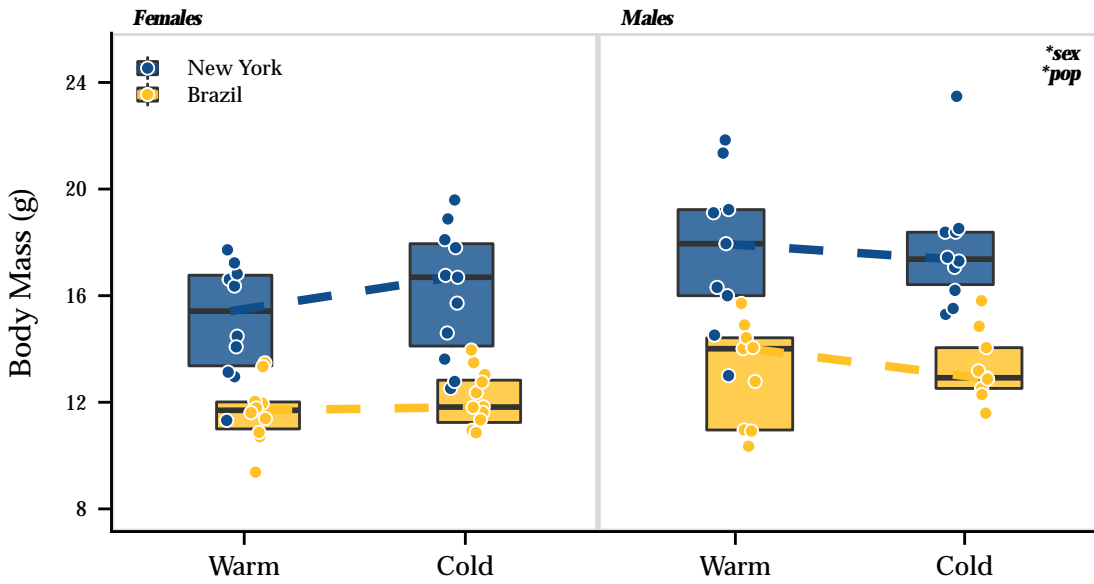 Females
Males
New York
Brazil
*sex
*pop
Body Mass (g)
24
20
16
12
8
Warm
Cold
Warm
Cold